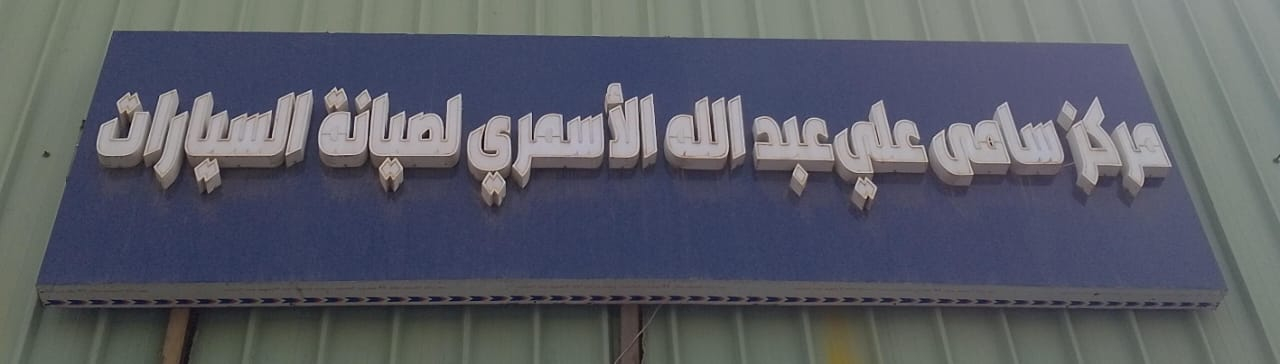 مركز سامي علي عبد الله الأسمري لصيانة السيارات